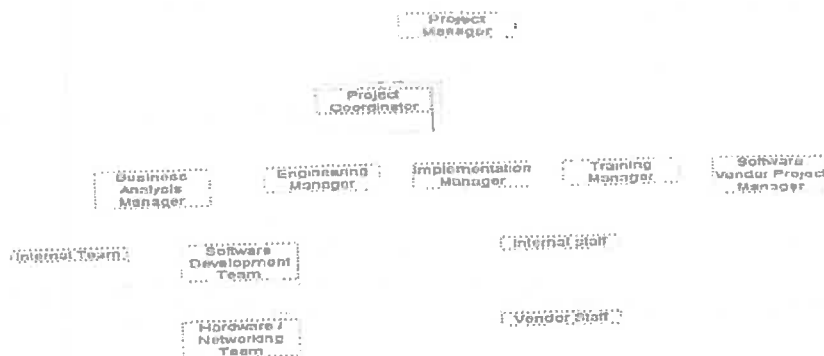 Project
Manager
Project
Coordinator
Business
Analysis
Manager
Engineering
Manager
Implementation
Manager
Training
Manager
Software
Vendor Project
Manager
Internal Team
Software
Development
Team
Internal staff
Hardware /
Networking
Team
Vendor Staff